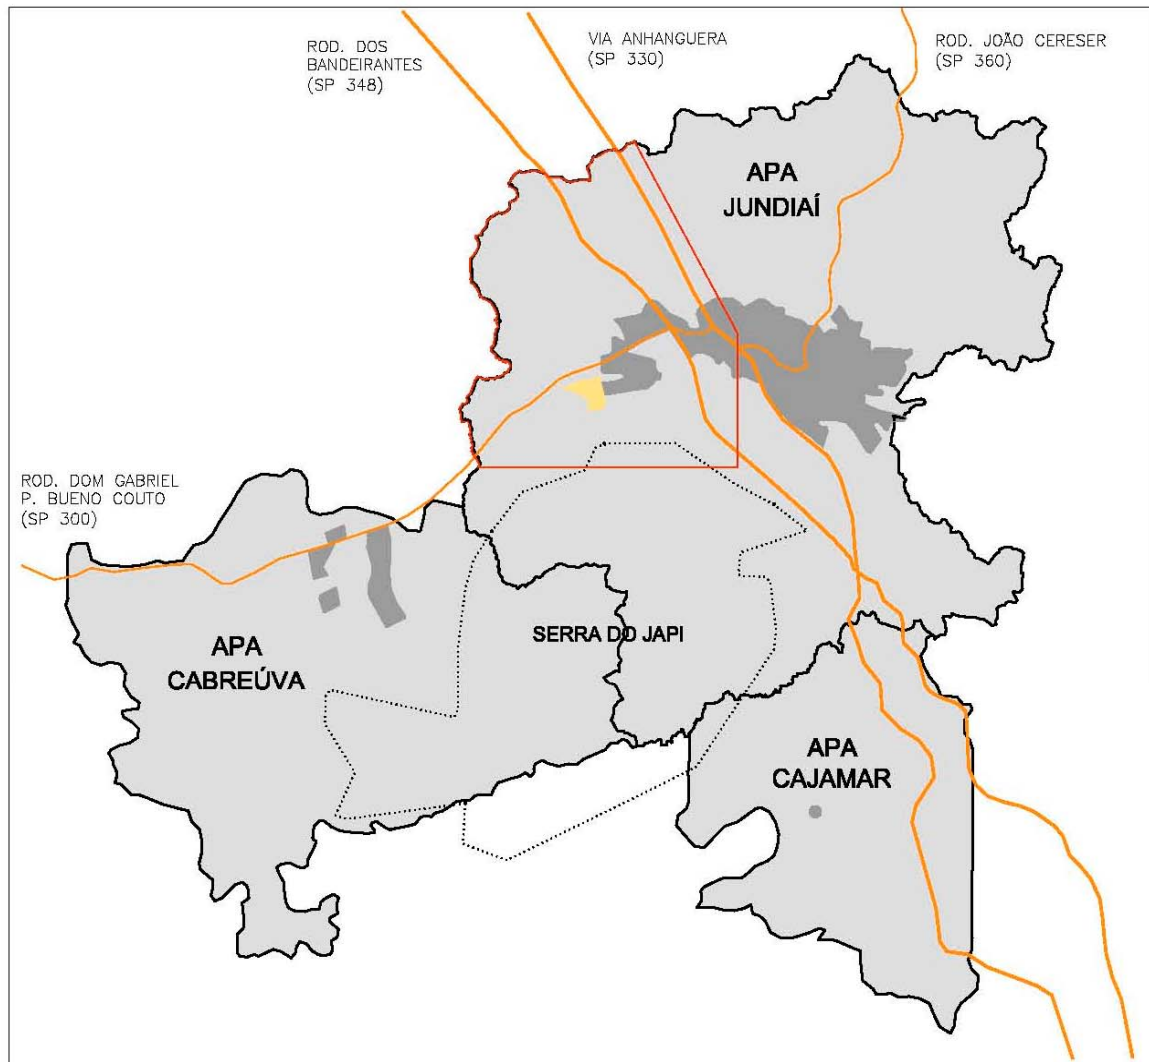 ROD. DOS
BANDEIRANTES
(SP 348)
VIA ANHANGUERA
(SP 330)
ROD. JOÃO CERESER
(SP 360)
APA
JUNDIAÍ
ROD. DOM GABRIEL
P. BUENO COUTO
(SP 300)
SERRA DO JAPI
APA
CABREÚVA
APA
CAJAMAR